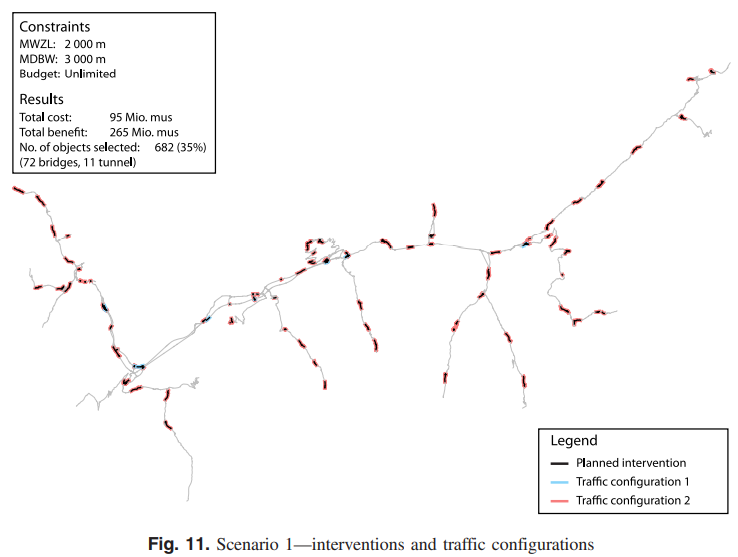 Constraints
MWZL: 2 000 m
MDBW: 3 000 m
Budget: Unlimited
Results
Total cost: 95 Mio. mus
Total benefit: 265 Mio. mus
No. of objects selected: 682 (35%)
(72 bridges, 11 tunnel)
Legend
Planned intervention
Traffic configuration 1
Traffic configuration 2
Fig. 11. Scenario 1—interventions and traffic configurations